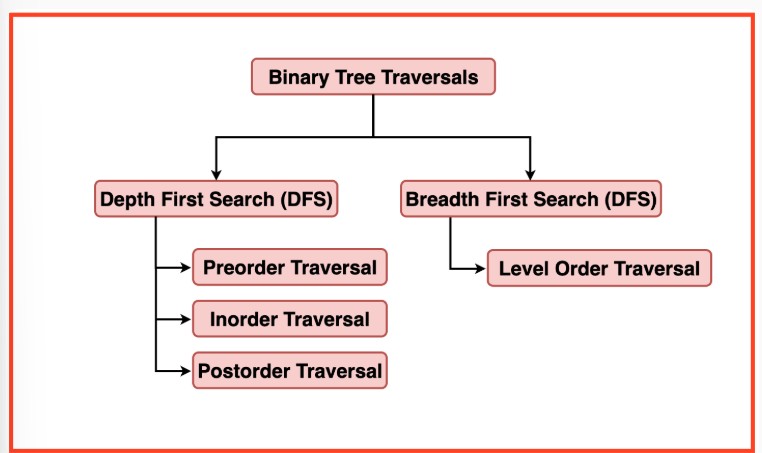 Binary Tree Traversals
Depth First Search (DFS)
Preorder Traversal
Inorder Traversal
Postorder Traversal
Breadth First Search (DFS)
Level Order Traversal